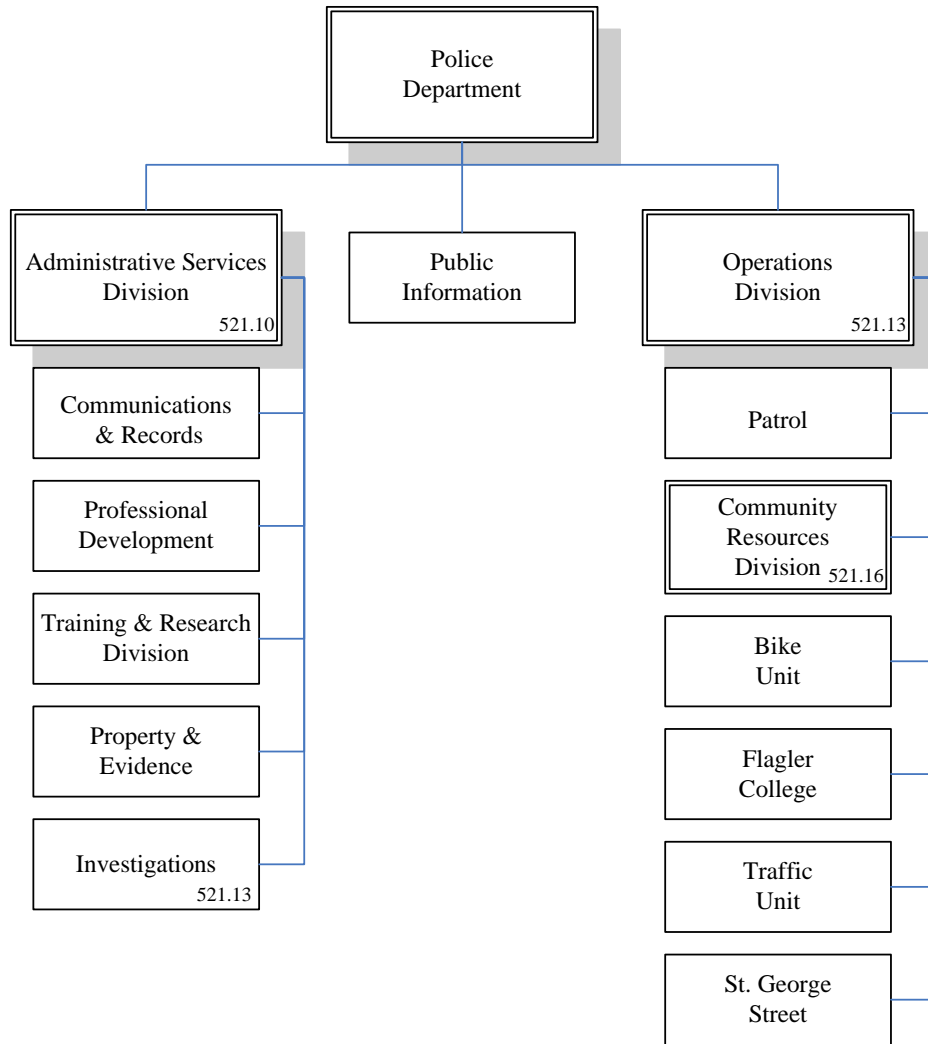 Police
Department
Administrative Services
Division
521.10
Public
Information
Operations
Division
521.13
Communications
& Records
Professional
Development
Training & Research
Division
Property &
Evidence
Investigations
521.13
Patrol
Community
Resources
Division 521.16
Bike
Unit
Flagler
College
Traffic
Unit
St. George
Street